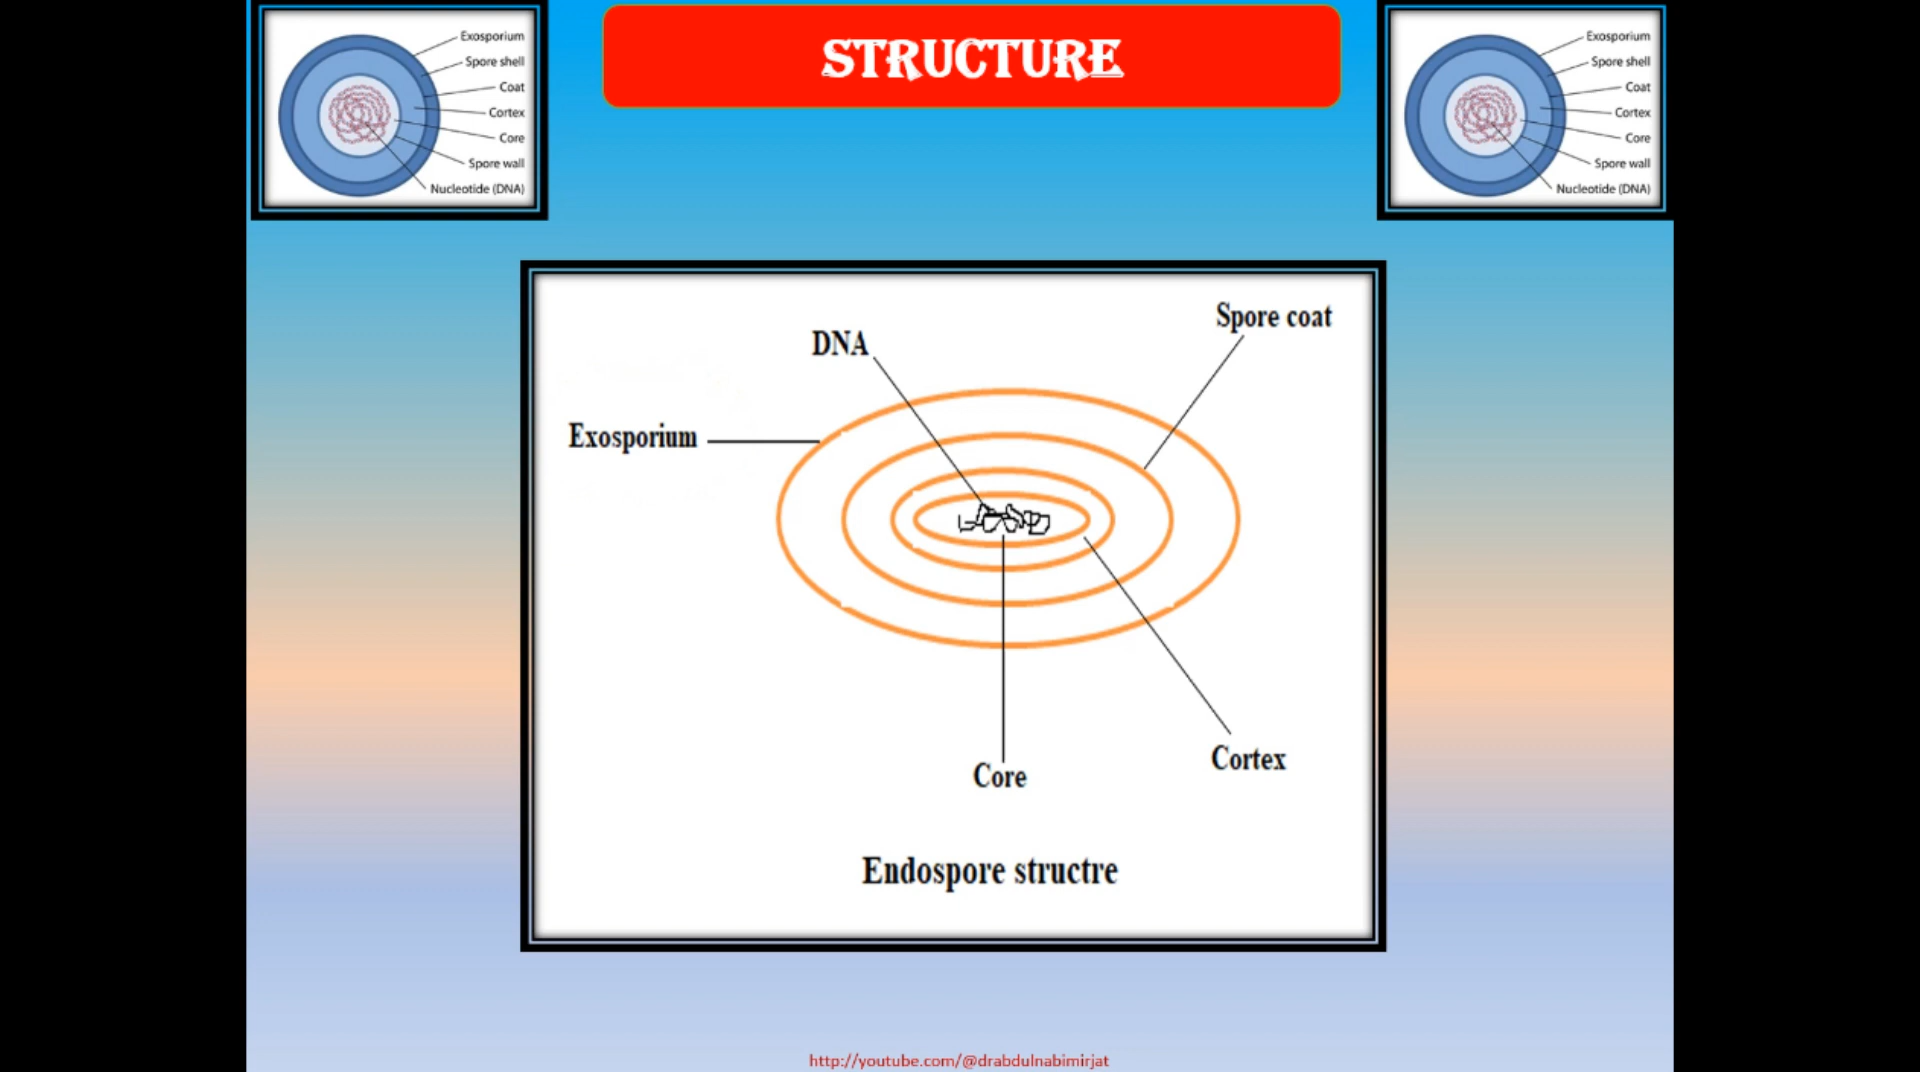 Exosporium
Spore shell
Coat
Cortex
Core
Spore wall
Nucleotide (DNA)
STRUCTURE
Exosporium
Spore shell
Coat
Cortex
Core
Spore wall
Nucleotide (DNA)
Spore coat
DNA
Exosporium
Cortex
Core
Endospore structre
http://youtube.com/@drabdulnabimirjat